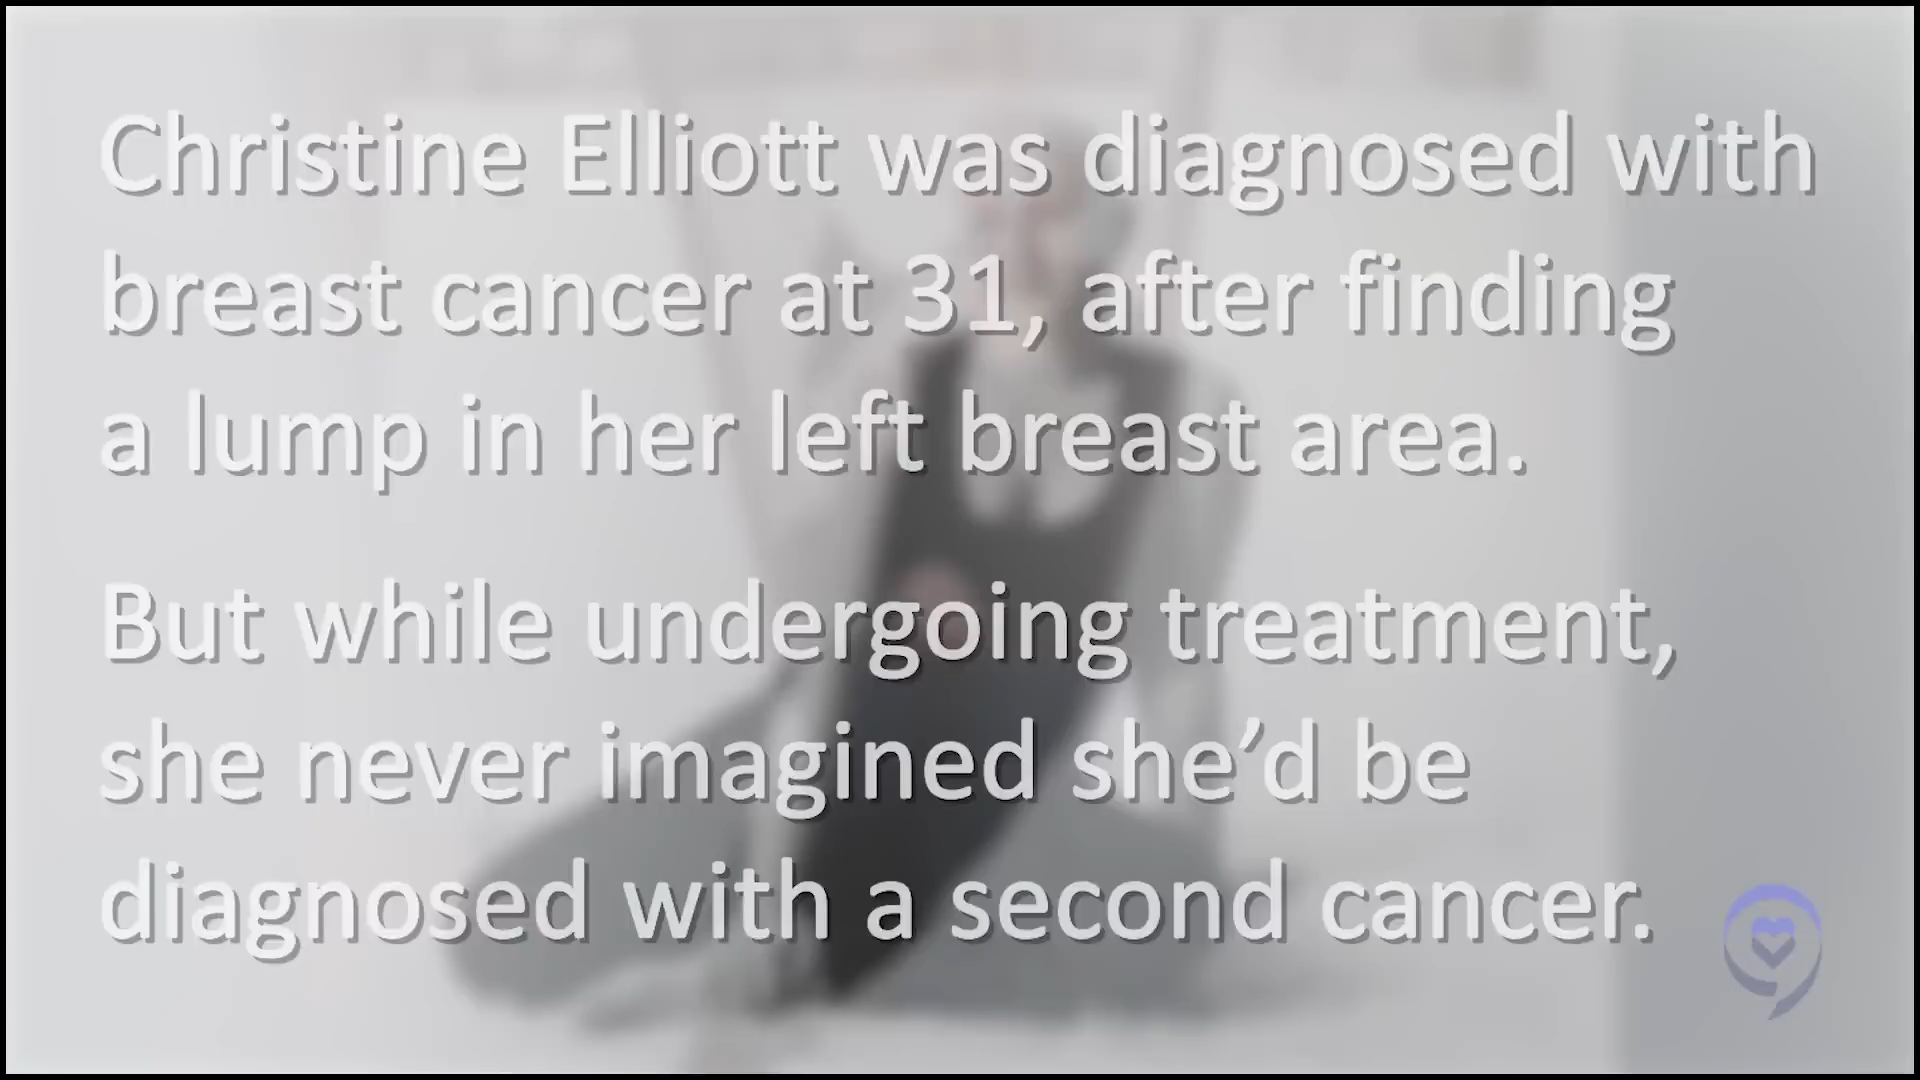 Christine Elliott was diagnosed with
breast cancer at 31, after finding
a lump in her left breast area.
But while undergoing treatment,
she never imagined she’d be
diagnosed with a second cancer.